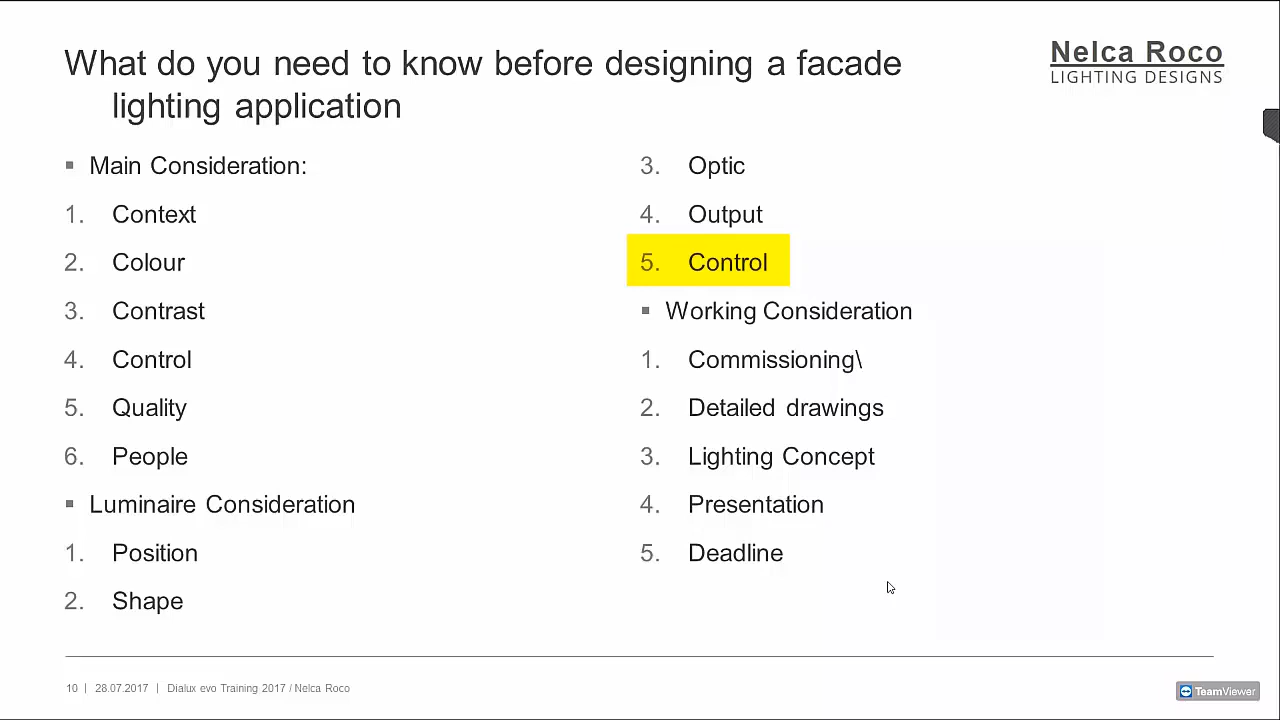 What do you need to know before designing a facade
lighting application
Nelca Roco
LIGHTING DESIGNS
▪ Main Consideration:
1. Context
2. Colour
3. Contrast
4. Control
5. Quality
6. People
▪ Luminaire Consideration
1. Position
2. Shape
3. Optic
4. Output
5. Control
▪ Working Consideration
1. Commissioning\
2. Detailed drawings
3. Lighting Concept
4. Presentation
5. Deadline
10 | 28.07.2017 | Dialux evo Training 2017 / Nelca Roco
TeamViewer